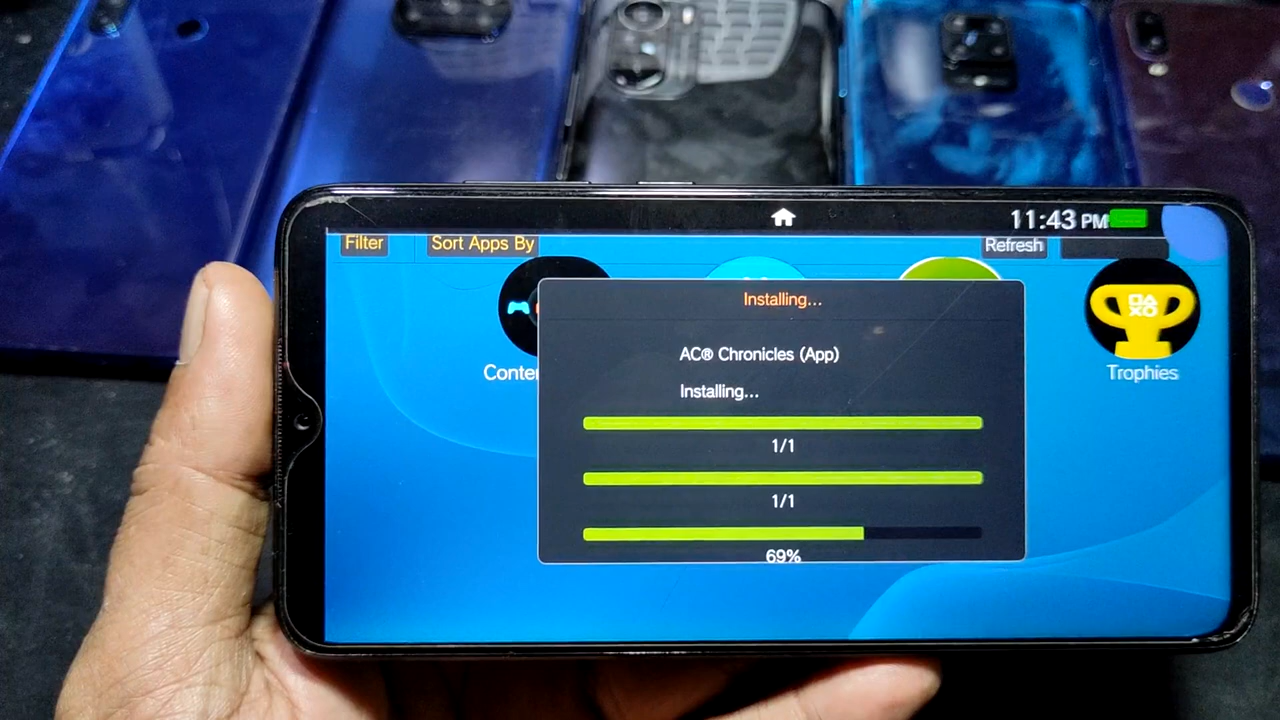 11:43 PM
Filter
Sort Apps By
Refresh
Installing...
AC® Chronicles (App)
Installing...
1/1
1/1
69%
Conte
Trophies